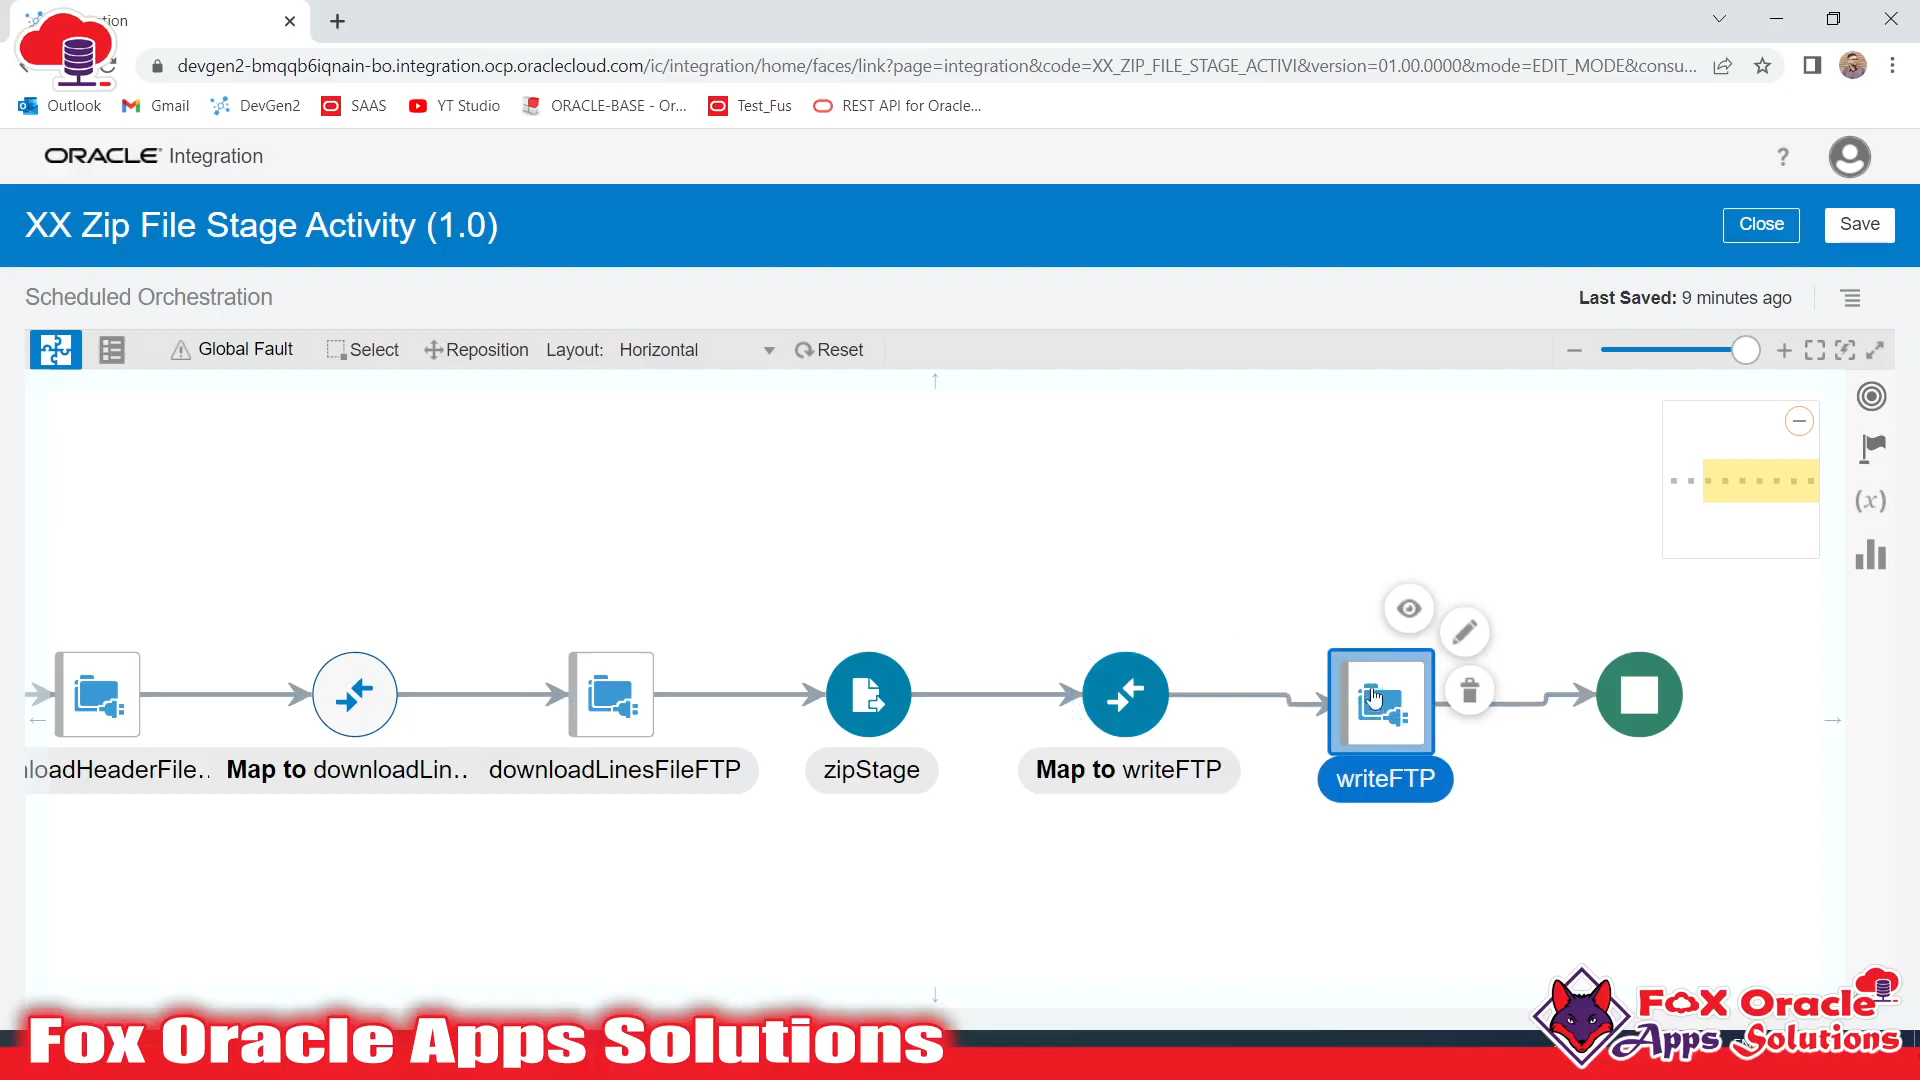 tion
devgen2-bmqqb6iqnain-bo.integration.ocp.oraclecloud.com/ic/integration/home/faces/link?page=integration&code=XX_ZIP_FILE_STAGE_ACTIVI&version=01.00.0000&mode=EDIT_MODE&consu...
Outlook Gmail DevGen2 SAAS YT Studio ORACLE-BASE - Or... Test_Fus REST API for Oracle...
ORACLE Integration ?
XX Zip File Stage Activity (1.0) Close Save
Scheduled Orchestration Last Saved: 9 minutes ago
Global Fault Select Reposition Layout: Horizontal Reset
(x)
loadHeaderFile.. Map to downloadLin.. downloadLinesFileFTP zipStage Map to writeFTP writeFTP
Fox Oracle Apps Solutions
Fox Oracle
Apps Solutions